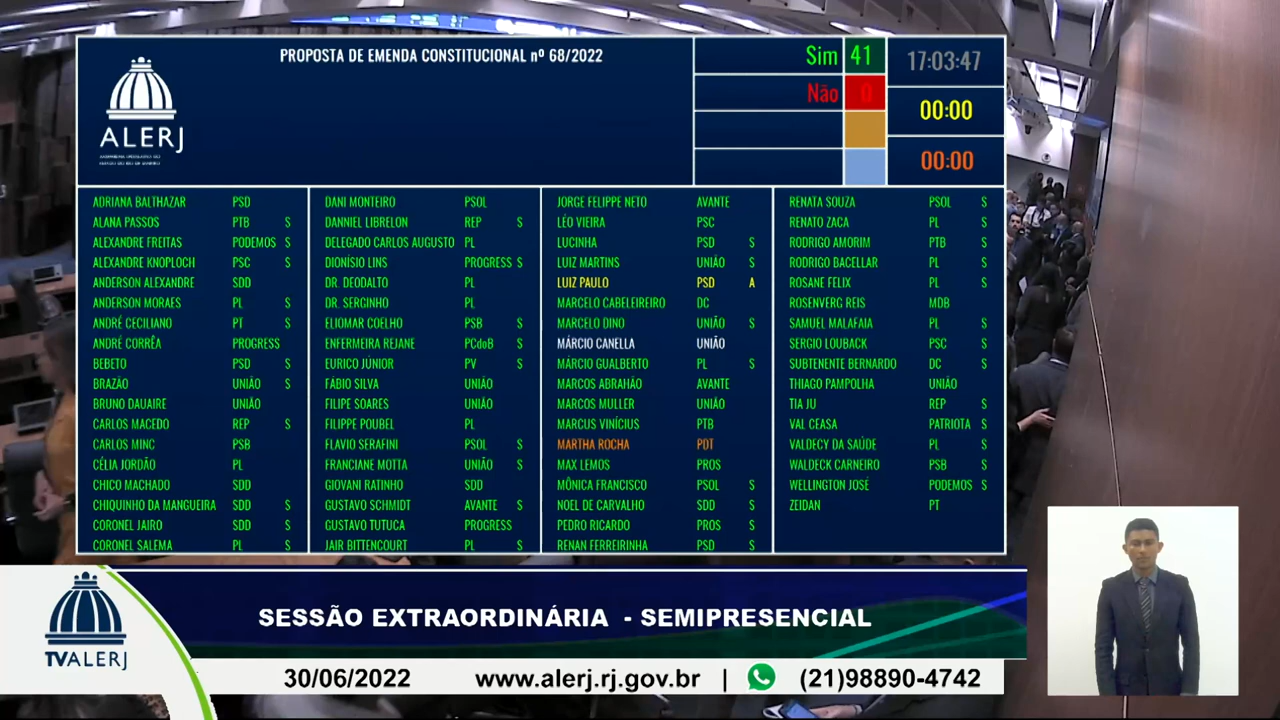 PROPOSTA DE EMENDA CONSTITUCIONAL nº 68/2022
Sim 41
Não 0
17:03:47
00:00
00:00
ALERJ
ADRIANA BALTHAZAR PSD
ALANA PASSOS PTB S
ALEXANDRE FREITAS PODEMOS S
ALEXANDRE KNOPLOCH PSC S
ANDERSON ALEXANDRE SDD
ANDERSON MORAES PL S
ANDRÉ CECILIANO PT S
ANDRÉ CORRÊA PROGRESS
BEBETO PSD S
BRAZÃO UNIÃO S
BRUNO DAUAIRE UNIÃO
CARLOS MACEDO REP S
CARLOS MINC PSB
CÉLIA JORDÃO PL
CHICO MACHADO SDD
CHIQUINHO DA MANGUEIRA SDD S
CORONEL JAIRO SDD S
CORONEL SALEMA PL S
DANI MONTEIRO PSOL
DANNIEL LIBRELON REP S
DELEGADO CARLOS AUGUSTO PL
DIONÍSIO LINS PROGRESS S
DR. DEODALTO PL
DR. SERGINHO PL
ELIOMAR COELHO PSB S
ENFERMEIRA REJANE PCdoB S
EURICO JÚNIOR PV S
FÁBIO SILVA UNIÃO
FILIPE SOARES UNIÃO
FILIPPE POUBEL PL
FLAVIO SERAFINI PSOL S
FRANCIANE MOTTA UNIÃO S
GIOVANI RATINHO SDD
GUSTAVO SCHMIDT AVANTE S
GUSTAVO TUTUCA PROGRESS
JAIR BITTENCOURT PL S
JORGE FELIPPE NETO AVANTE
LÉO VIEIRA PSC
LUCINHA PSD S
LUIZ MARTINS UNIÃO S
LUIZ PAULO PSD A
MARCELO CABELEIREIRO DC
MARCELO DINO UNIÃO S
MÁRCIO CANELLA UNIÃO
MÁRCIO GUALBERTO PL S
MARCOS ABRAHÃO AVANTE
MARCOS MULLER UNIÃO
MARCUS VINÍCIUS PTB
MARTHA ROCHA PDT
MAX LEMOS PROS
MÔNICA FRANCISCO PSOL S
NOEL DE CARVALHO SDD S
PEDRO RICARDO PROS S
RENAN FERREIRINHA PSD S
RENATA SOUZA PSOL S
RENATO ZACA PL S
RODRIGO AMORIM PTB S
RODRIGO BACELLAR PL S
ROSANE FELIX PL S
ROSENVERG REIS MDB
SAMUEL MALAFAIA PL S
SERGIO LOUBACK PSC S
SUBTENENTE BERNARDO DC S
THIAGO PAMPOLHA UNIÃO
TIA JU REP S
VAL CEASA PATRIOTA S
VALDECY DA SAÚDE PL S
WALDECK CARNEIRO PSB S
WELLINGTON JOSÉ PODEMOS S
ZEIDAN PT
SESSÃO EXTRAORDINÁRIA - SEMIPRESENCIAL
TVALERJ
30/06/2022 www.alerj.rj.gov.br | (21)98890-4742